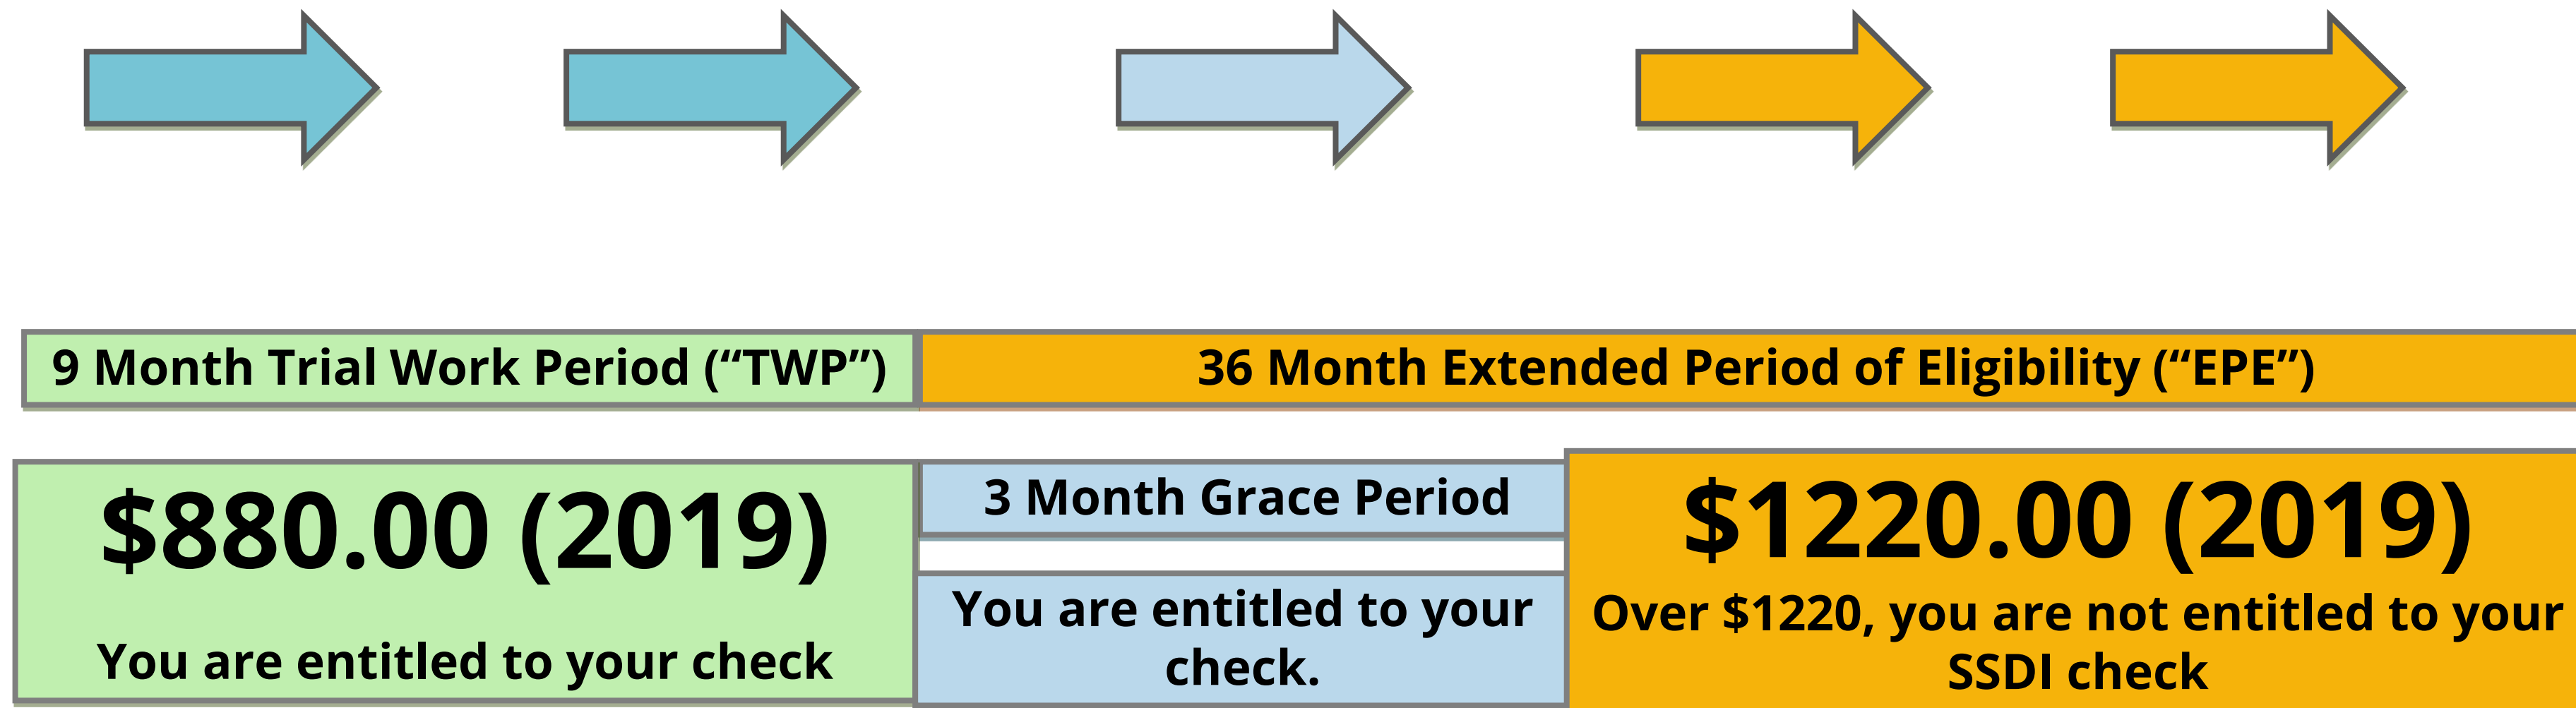 9 Month Trial Work Period (“TWP”)
36 Month Extended Period of Eligibility (“EPE”)
$880.00 (2019)
You are entitled to your check
3 Month Grace Period
You are entitled to your
check.
$1220.00 (2019)
Over $1220, you are not entitled to your
SSDI check